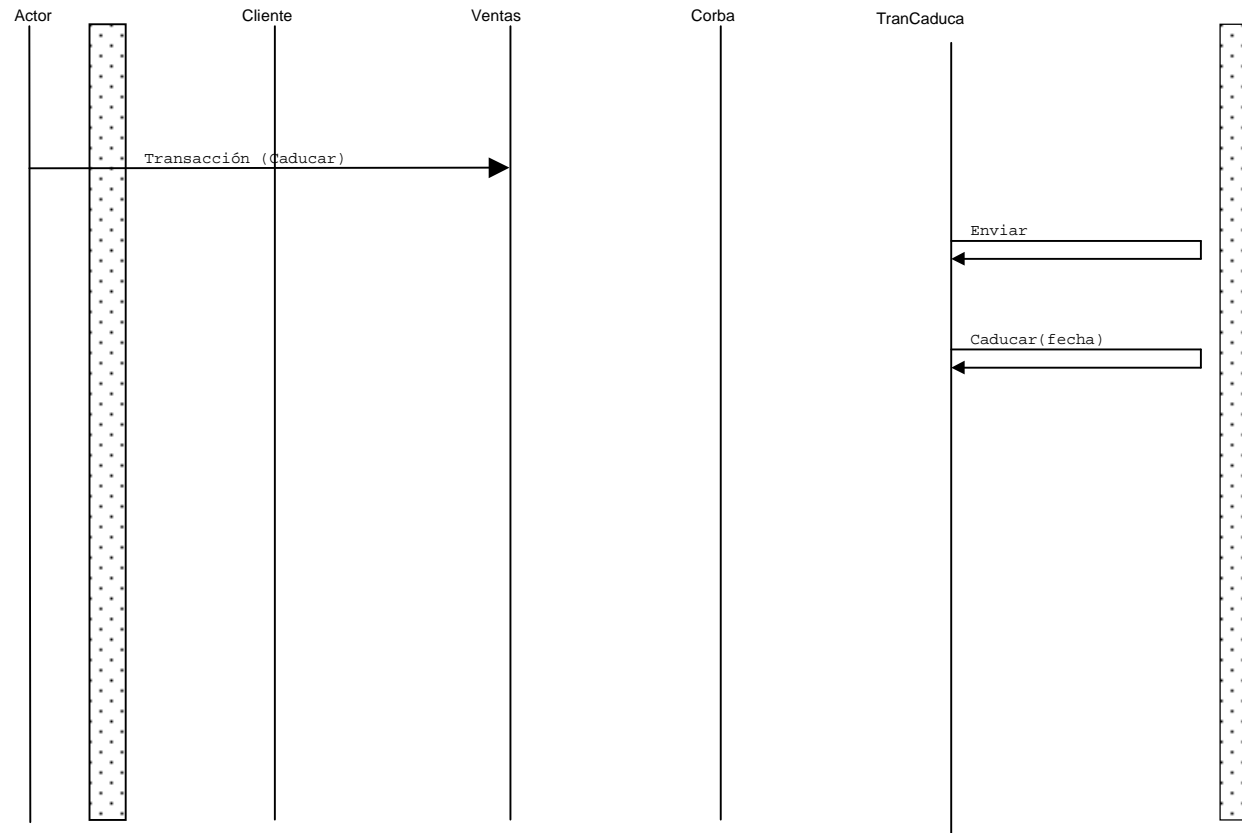 Actor
Cliente
Ventas
Corba
TranCaduca
Transacción (Caducar)
Enviar
Caducar(fecha)